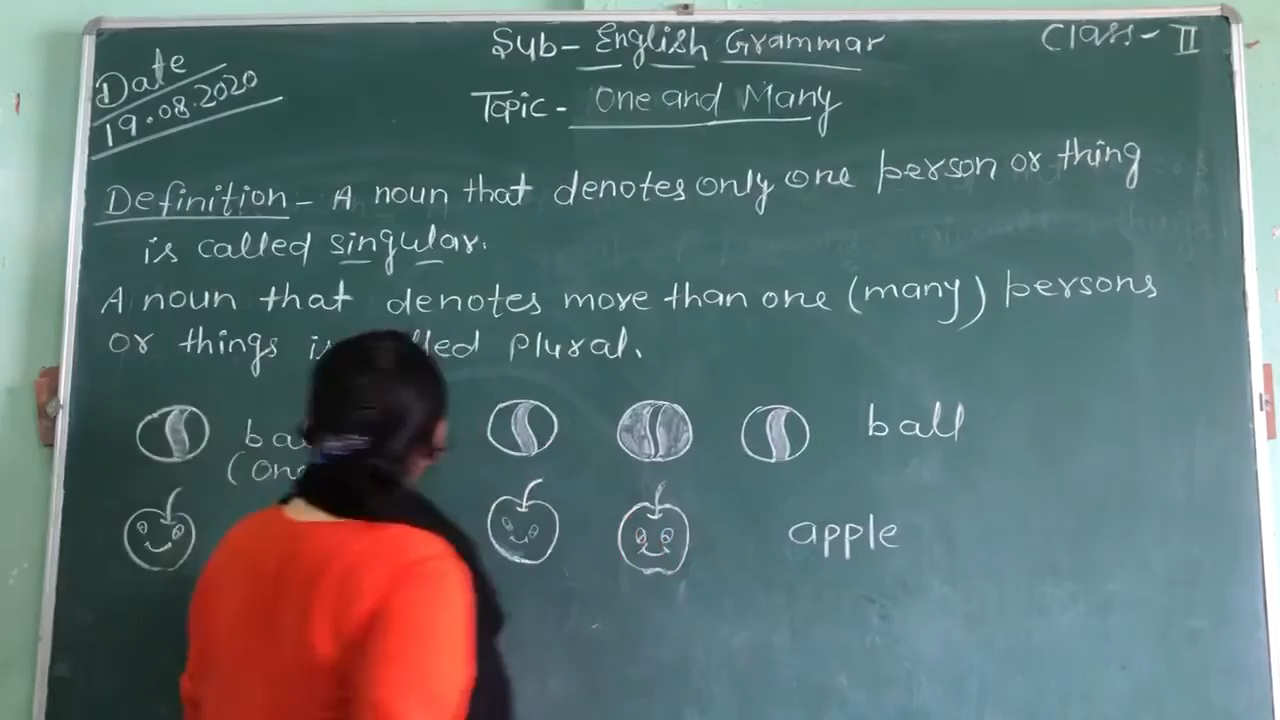 Date
19.08.2020
Sub- English Grammar
Class- II
Topic- One and Many
Definition- A noun that denotes only one person or thing
is called singular.
A noun that denotes more than one (many) persons
or things is called plural.
ball
apple